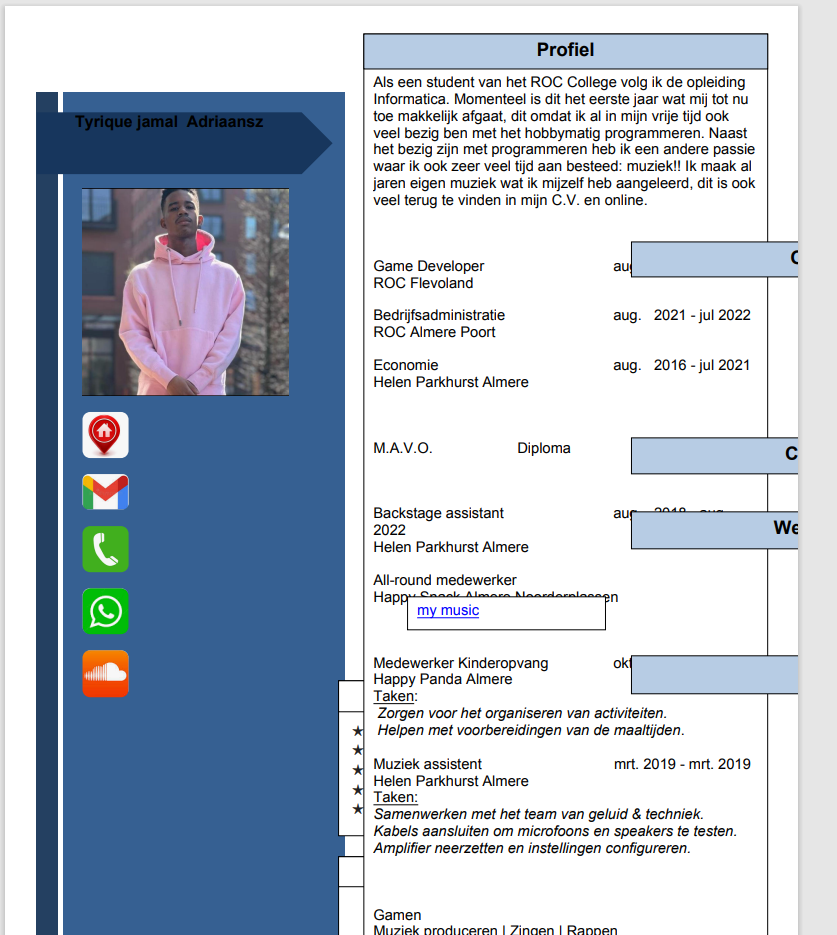 Profiel
Als een student van het ROC College volg ik de opleiding
Informatica. Momenteel is dit het eerste jaar wat mij tot nu
toe makkelijk afgaat, dit omdat ik al in mijn vrije tijd ook
veel bezig ben met het hobbymatig programmeren. Naast
het bezig zijn met programmeren heb ik een andere passie
waar ik ook zeer veel tijd aan besteed: muziek!! Ik maak al
jaren eigen muziek wat ik mijzelf heb aangeleerd, dit is ook
veel terug te vinden in mijn C.V. en online.
Tyrique jamal Adriaansz
Game Developer
ROC Flevoland
Bedrijfsadministratie aug. 2021 - jul 2022
ROC Almere Poort
Economie aug. 2016 - jul 2021
Helen Parkhurst Almere
M.A.V.O. Diploma
C
Backstage assistant
2022
We
Helen Parkhurst Almere
All-round medewerker
Happy Snack Almere Noorderplassen
my music
Medewerker Kinderopvang
Happy Panda Almere
Taken:
Zorgen voor het organiseren van activiteiten.
Helpen met voorbereidingen van de maaltijden.
Muziek assistent mrt. 2019 - mrt. 2019
Helen Parkhurst Almere
Taken:
Samenwerken met het team van geluid & techniek.
Kabels aansluiten om microfoons en speakers te testen.
Amplifier neerzetten en instellingen configureren.
Gamen
Muziek produceren | Zingen | Rappen